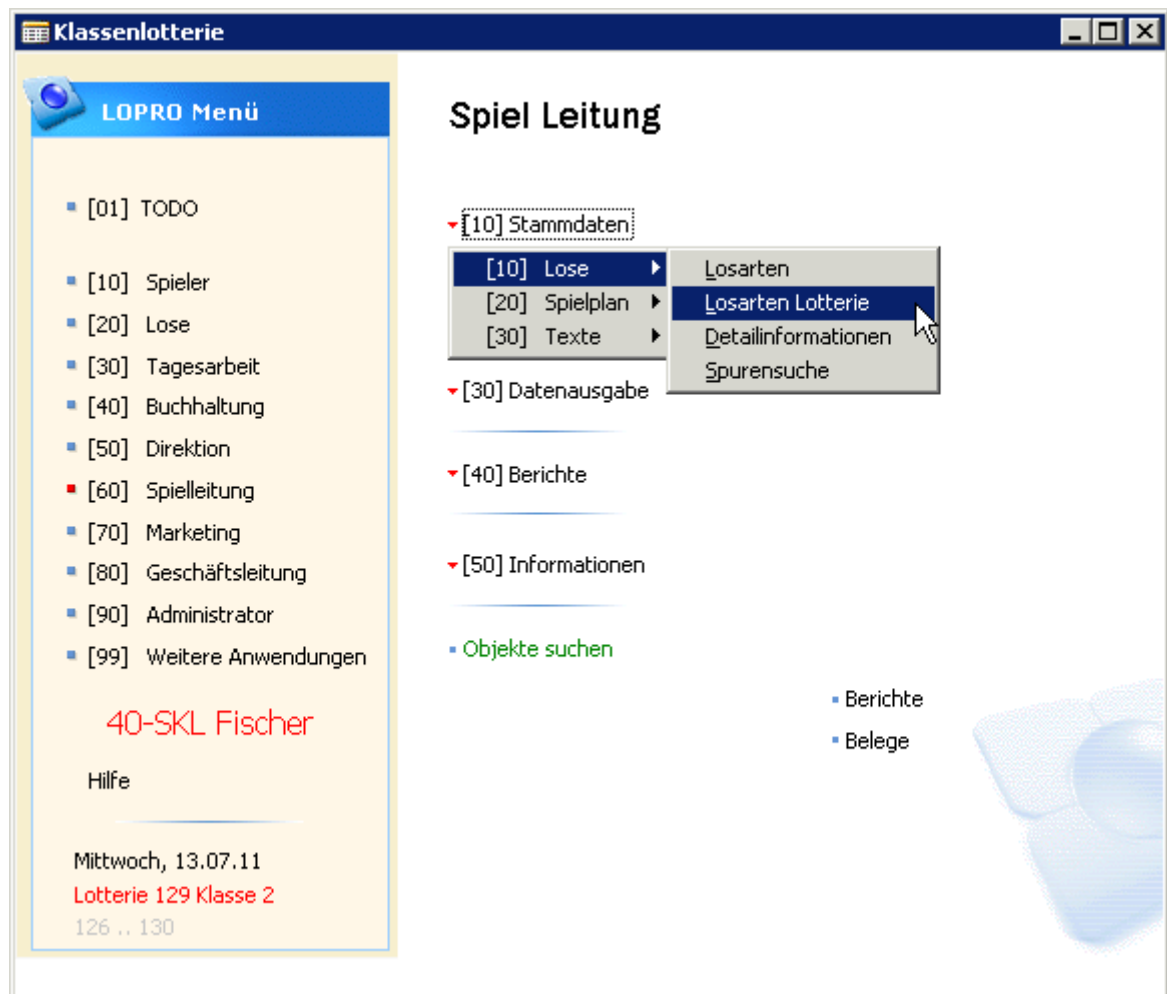 Klassenlotterie
LOPRO Menü
[01] TODO
[10] Spieler
[20] Lose
[30] Tagesarbeit
[40] Buchhaltung
[50] Direktion
[60] Spielleitung
[70] Marketing
[80] Geschäftsleitung
[90] Administrator
[99] Weitere Anwendungen
40-SKL Fischer
Hilfe
Mittwoch, 13.07.11
Lotterie 129 Klasse 2
126 .. 130
Spiel Leitung
[10] Stammdaten
[10] Lose
[20] Spielplan
[30] Texte
Losarten
Losarten Lotterie
Detailinformationen
Spurensuche
[30] Datenausgabe
[40] Berichte
[50] Informationen
Objekte suchen
Berichte
Belege